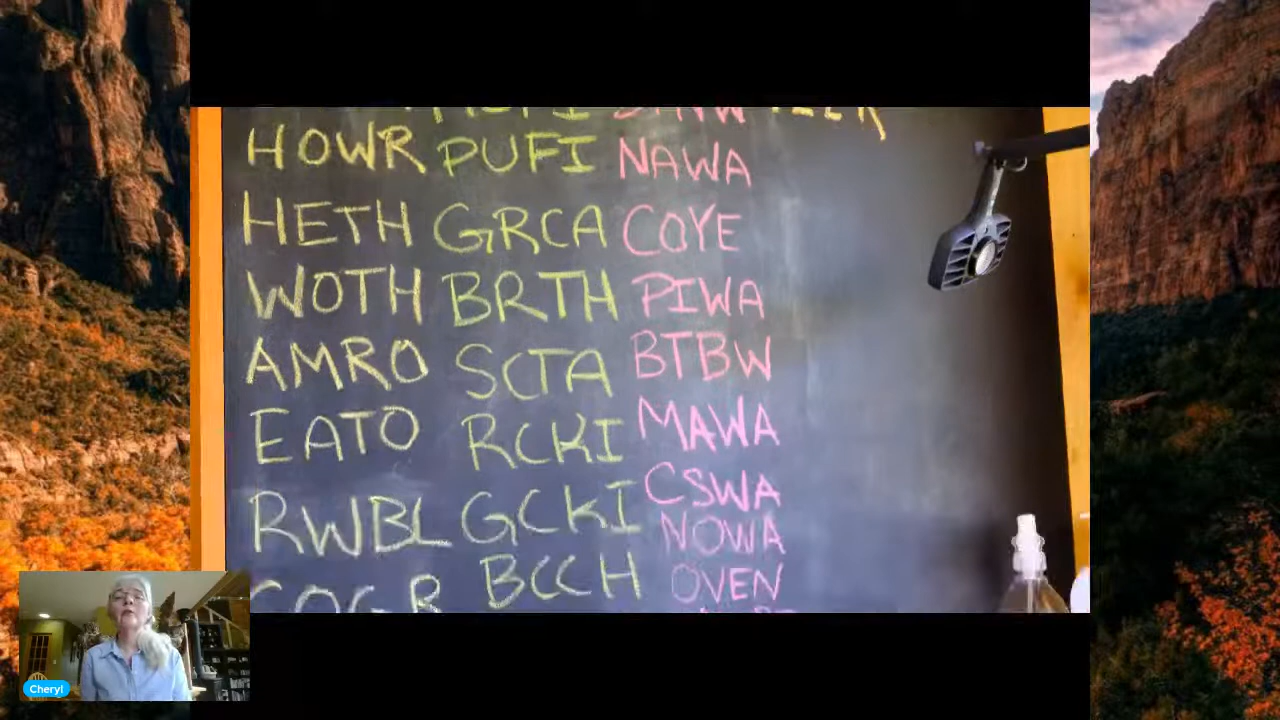 HOWR PUFI NAWA
HETH GRCA COYE
WOTH BRTH PIWA
AMRO SCTA BTBW
EATO RCKI MAWA
RWBL GCKI CSWA
NOWA
BCCH OVEN
Cheryl